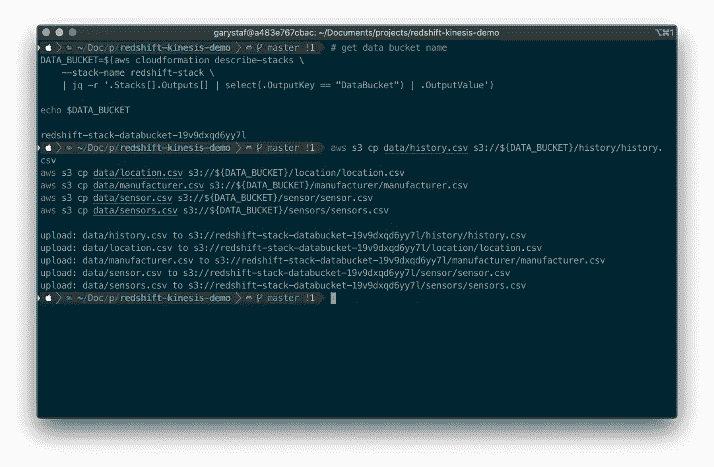 garystaf@a483e767cbac: ~/Documents/projects/redshift-kinesis-demo ⌥⌘1
~/Doc/p/redshift-kinesis-demo master !1 # get data bucket name
DATA_BUCKET=$(aws cloudformation describe-stacks \
--stack-name redshift-stack \
| jq -r '.Stacks[].Outputs[] | select(.OutputKey == "DataBucket") | .OutputValue')
echo $DATA_BUCKET
redshift-stack-databucket-19v9dxqd6yy7l
~/Doc/p/redshift-kinesis-demo master !1 aws s3 cp data/history.csv s3://${DATA_BUCKET}/history/history.
csv
aws s3 cp data/location.csv s3://${DATA_BUCKET}/location/location.csv
aws s3 cp data/manufacturer.csv s3://${DATA_BUCKET}/manufacturer/manufacturer.csv
aws s3 cp data/sensor.csv s3://${DATA_BUCKET}/sensor/sensor.csv
aws s3 cp data/sensors.csv s3://${DATA_BUCKET}/sensors/sensors.csv
upload: data/history.csv to s3://redshift-stack-databucket-19v9dxqd6yy7l/history/history.csv
upload: data/location.csv to s3://redshift-stack-databucket-19v9dxqd6yy7l/location/location.csv
upload: data/manufacturer.csv to s3://redshift-stack-databucket-19v9dxqd6yy7l/manufacturer/manufacturer.csv
upload: data/sensor.csv to s3://redshift-stack-databucket-19v9dxqd6yy7l/sensor/sensor.csv
upload: data/sensors.csv to s3://redshift-stack-databucket-19v9dxqd6yy7l/sensors/sensors.csv
~/Doc/p/redshift-kinesis-demo master !1